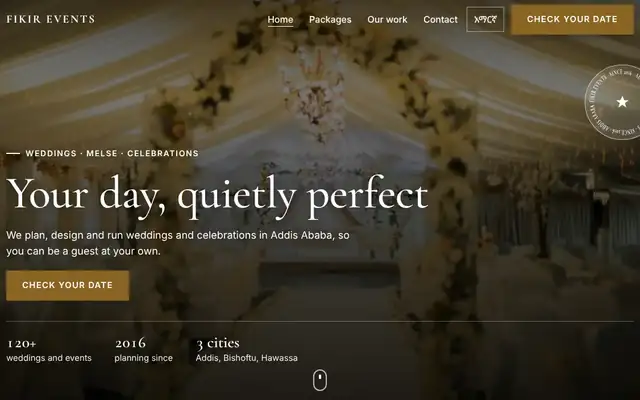 FIKIR EVENTS
Home Packages Our work Contact አማርኛ CHECK YOUR DATE
WEDDINGS · MELSE · CELEBRATIONS
Your day, quietly perfect
We plan, design and run weddings and celebrations in Addis Ababa, so
you can be a guest at your own.
CHECK YOUR DATE
120+ 2016 3 cities
weddings and events planning since Addis, Bishoftu, Hawassa